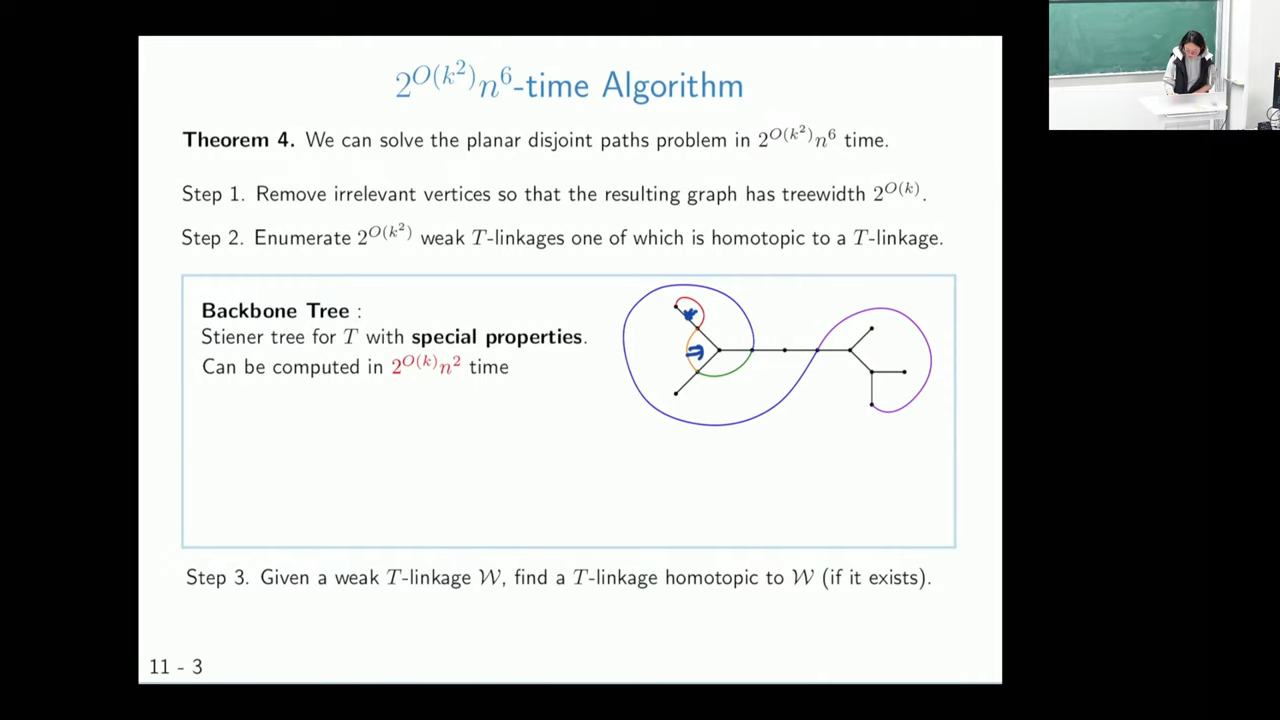 2^{O(k^2)}n^6-time Algorithm
Theorem 4. We can solve the planar disjoint paths problem in 2^{O(k^2)}n^6 time.
Step 1. Remove irrelevant vertices so that the resulting graph has treewidth 2^{O(k)}.
Step 2. Enumerate 2^{O(k^2)} weak T-linkages one of which is homotopic to a T-linkage.
Backbone Tree :
Stiener tree for T with special properties.
Can be computed in 2^{O(k)}n^2 time
Step 3. Given a weak T-linkage W, find a T-linkage homotopic to W (if it exists).
11 - 3